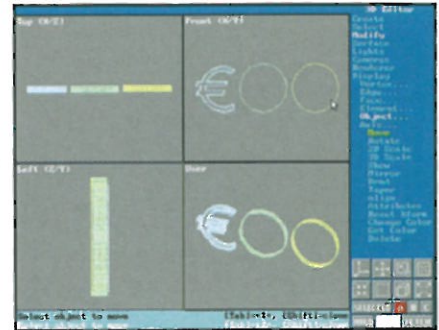 3D Editor
Top (X/Z)
Front (X/Y)
Left (Z/Y)
User
Create
Select
Modify
Surface
Lights
Cameras
Renderer
Display
Vertex...
Edge...
Face...
Element...
Object...
Axis...
Move
Rotate
2D Scale
3D Scale
Skew
Mirror
Bend
Taper
Align
Attributes
Reset Xform
Change Color
Get Color
Delete
Select object to move
[Tab]=